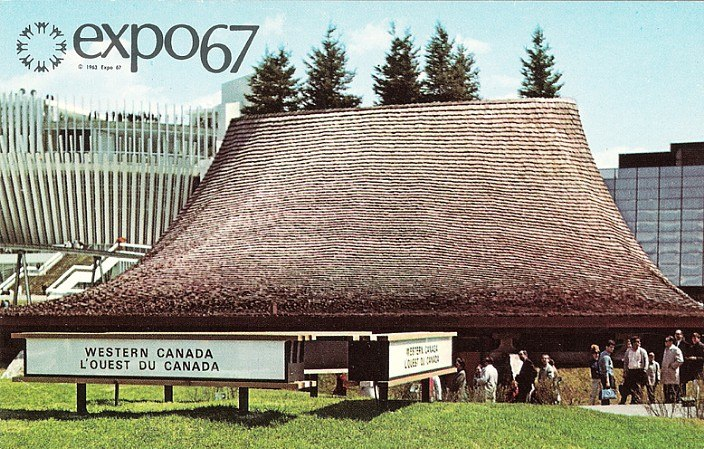 expo67
© 1963 Expo 67
WESTERN CANADA
L'OUEST DU CANADA
WESTERN CANADA
L'OUEST DU CANADA